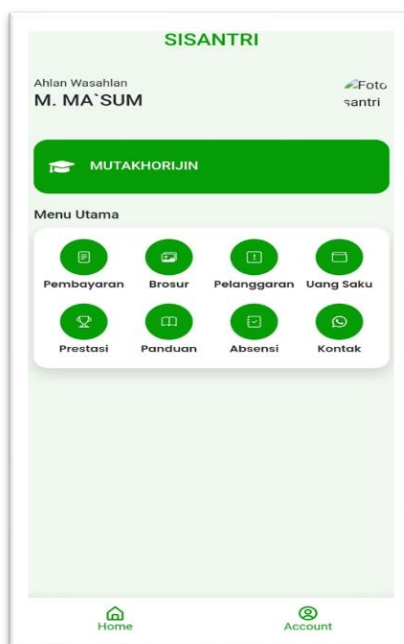 SISANTRI
Ahlan Wasahlan
M. MA`SUM
Foto
santri
MUTAKHORIJIN
Menu Utama
Pembayaran Brosur Pelanggaran Uang Saku
Prestasi Panduan Absensi Kontak
Home Account